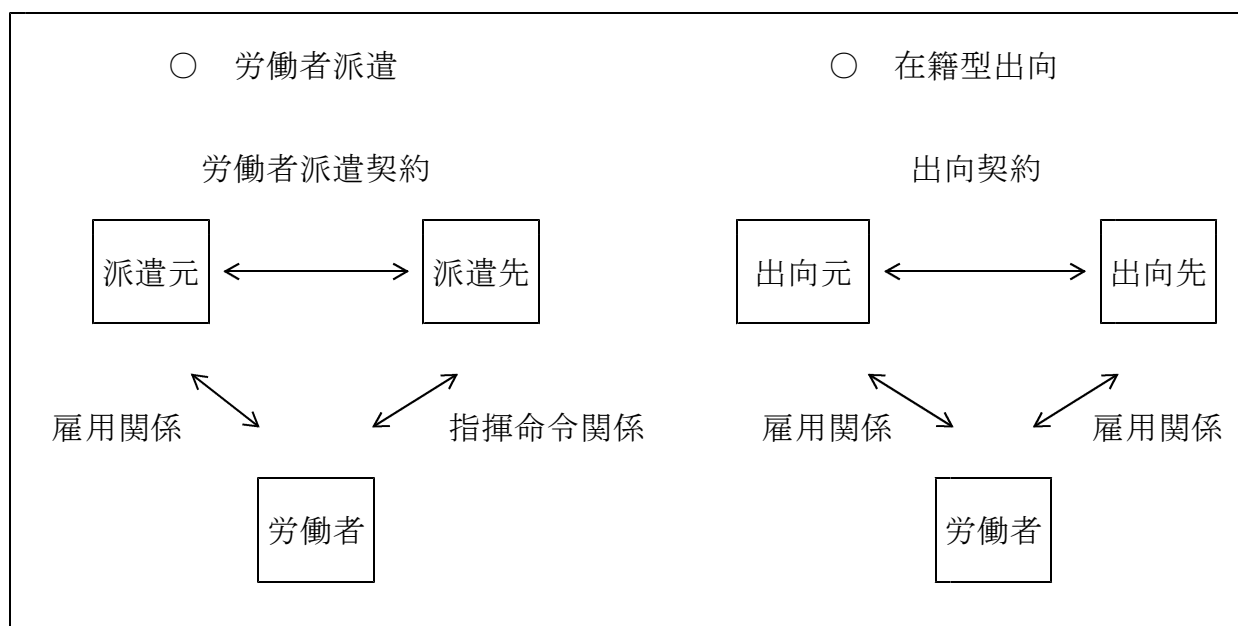 ○ 労働者派遣
労働者派遣契約
派遣元
派遣先
雇用関係
指揮命令関係
労働者
○ 在籍型出向
出向契約
出向元
出向先
雇用関係
雇用関係
労働者